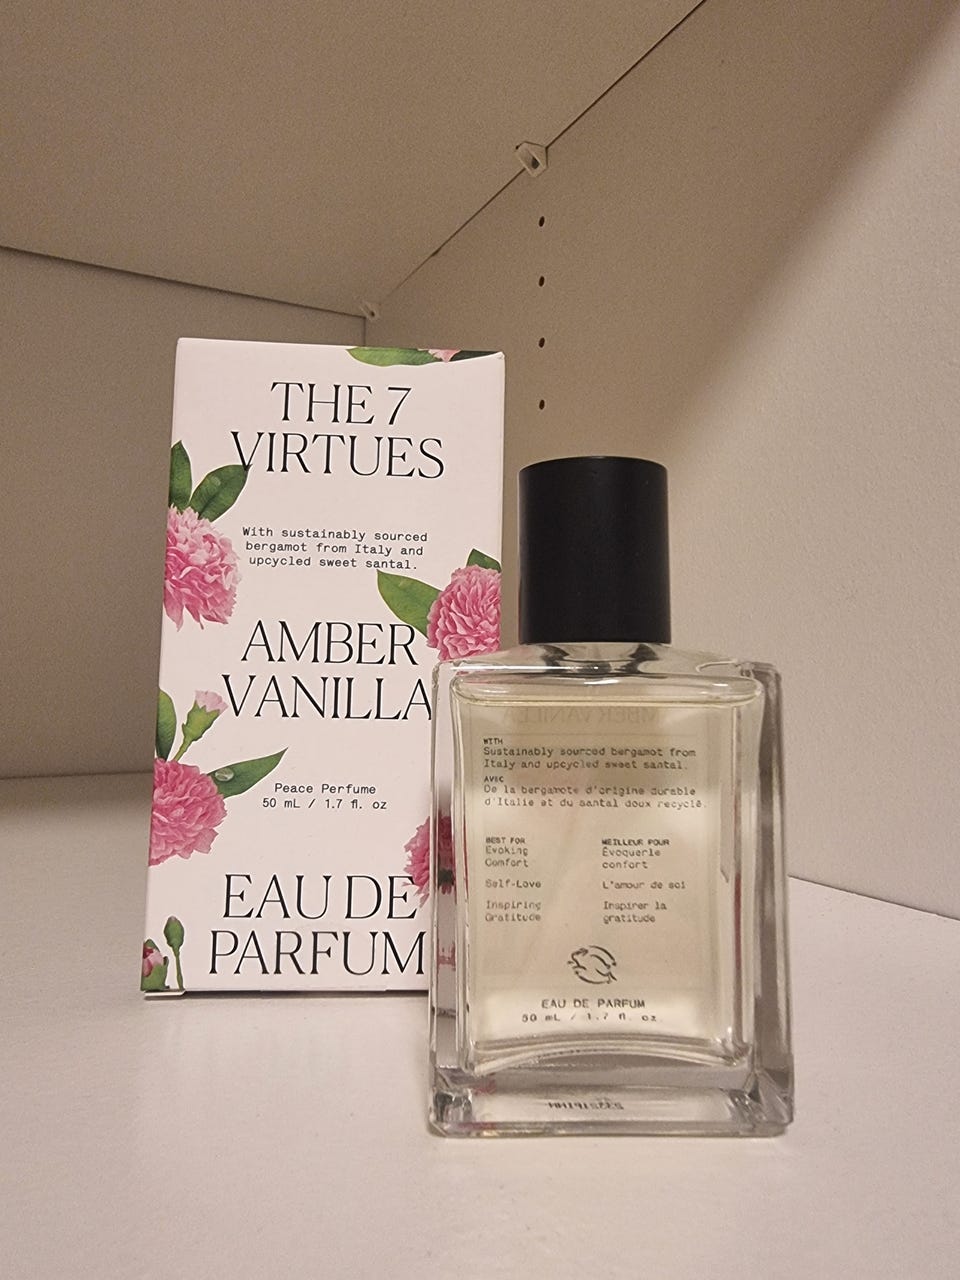 THE 7
VIRTUES
With sustainably sourced
bergamot from Italy and
upcycled sweet santal.
AMBER
VANILLA
Peace Perfume
50 mL / 1.7 fl. oz
EAU DE
PARFUM
AMBER VANILLA
WITH
Sustainably sourced bergamot from
Italy and upcycled sweet santal.
AVEC
De la bergamote d'origine durable
d'Italie et du santal doux recyclé.
BEST FOR
Evoking
Comfort
Self-Love
Inspiring
Gratitude
MEILLEUR POUR
Évoquerle
confort
L'amour de soi
Inspirer la
gratitude
EAU DE PARFUM
50 mL / 1.7 fl. oz